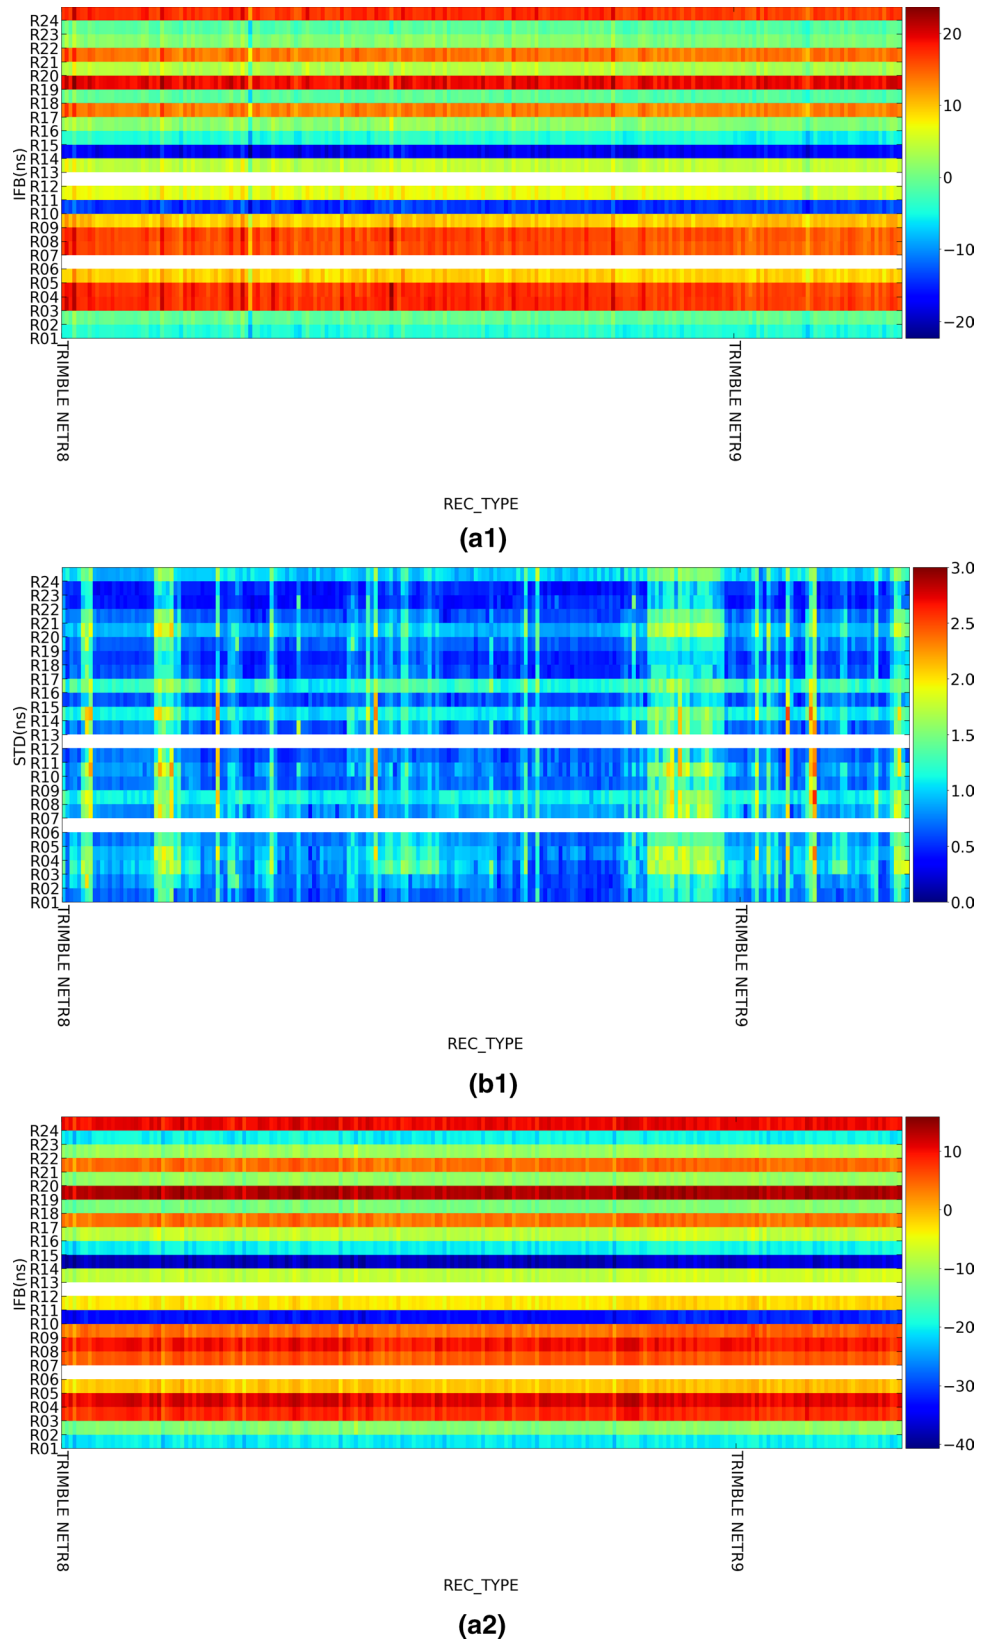 R24
R23
R22
R21
R20
R19
R18
R17
R16
R15
R14
R13
R12
R11
R10
R09
R08
R07
R06
R05
R04
R03
R02
R01
IFB(ns)
20
10
0
−10
−20
TRIMBLE NETR8
TRIMBLE NETR9
REC_TYPE
(a1)
R24
R23
R22
R21
R20
R19
R18
R17
R16
R15
R14
R13
R12
R11
R10
R09
R08
R07
R06
R05
R04
R03
R02
R01
STD(ns)
3.0
2.5
2.0
1.5
1.0
0.5
0.0
TRIMBLE NETR8
TRIMBLE NETR9
REC_TYPE
(b1)
R24
R23
R22
R21
R20
R19
R18
R17
R16
R15
R14
R13
R12
R11
R10
R09
R08
R07
R06
R05
R04
R03
R02
R01
IFB(ns)
10
0
−10
−20
−30
−40
TRIMBLE NETR8
TRIMBLE NETR9
REC_TYPE
(a2)